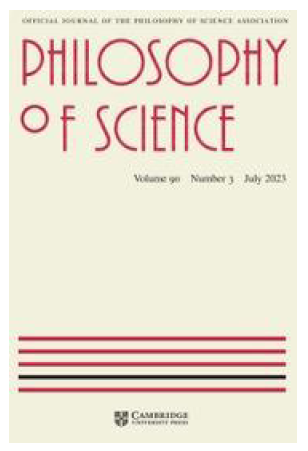 OFFICIAL JOURNAL OF THE PHILOSOPHY OF SCIENCE ASSOCIATION
PHILOSOPHY
OF SCIENCE
Volume 90 Number 3 July 2023
CAMBRIDGE
UNIVERSITY PRESS